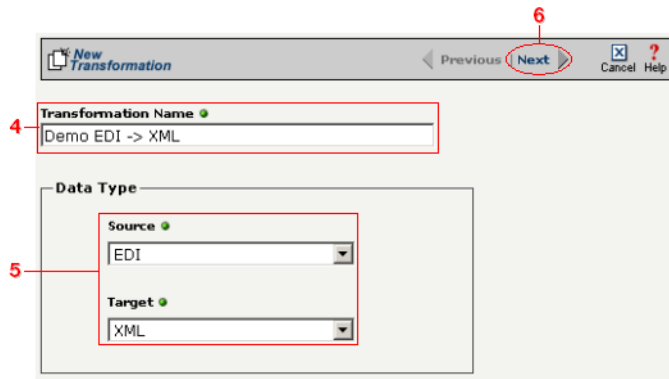 6
New
Transformation
Previous Next
Cancel Help
4
Transformation Name
Demo EDI -> XML
Data Type
5
Source
EDI
Target
XML